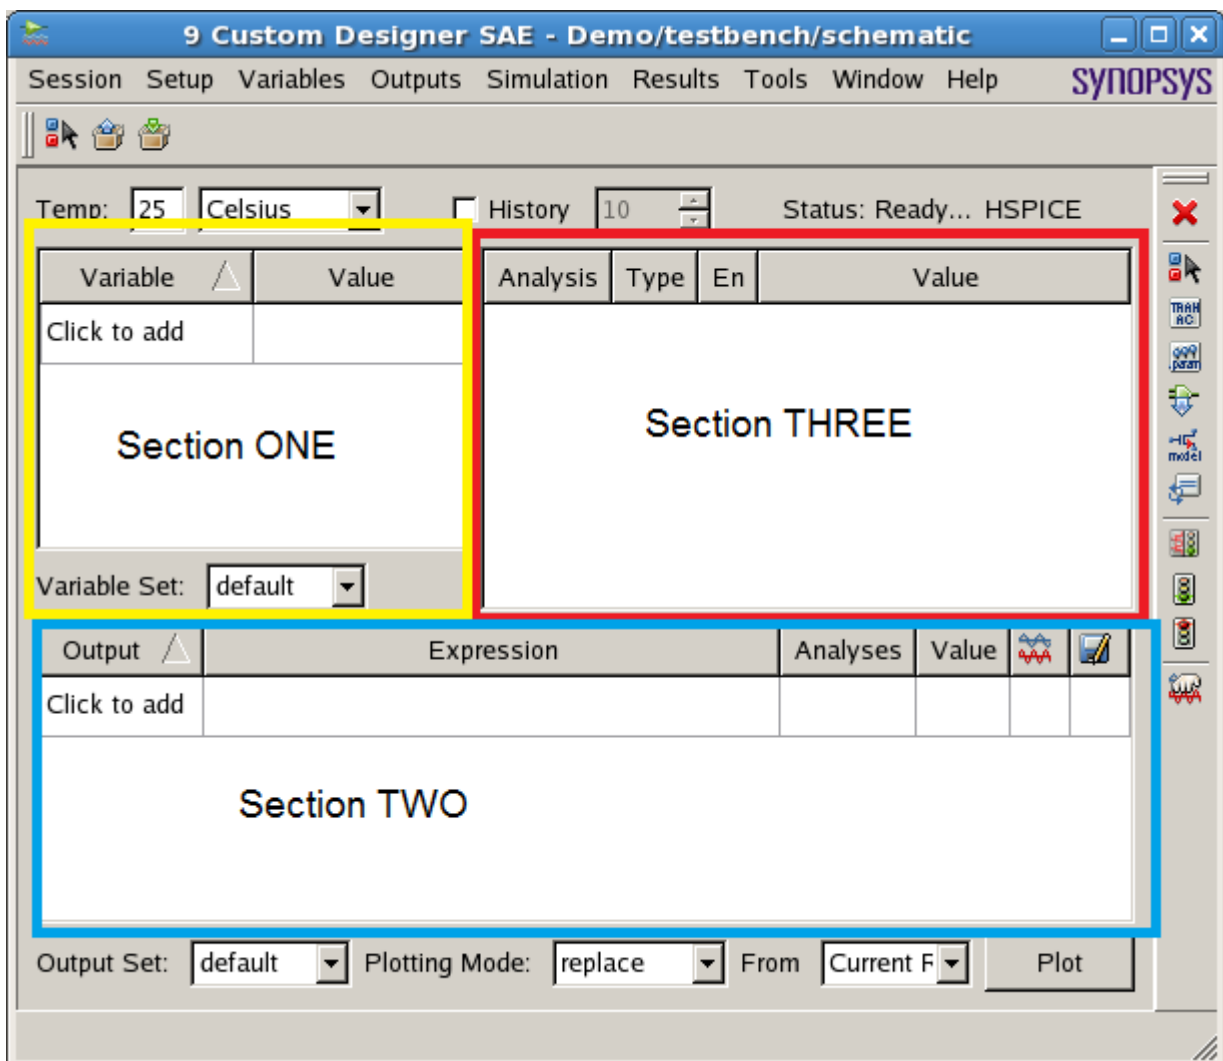 9 Custom Designer SAE - Demo/testbench/schematic
Session Setup Variables Outputs Simulation Results Tools Window Help SYNOPSYS
Temp: 25 Celsius History 10 Status: Ready... HSPICE
Variable Value Analysis Type En Value
Click to add
Section ONE
Section THREE
Variable Set: default
Output Expression Analyses Value
Click to add
Section TWO
Output Set: default Plotting Mode: replace From Current R Plot
.param
model